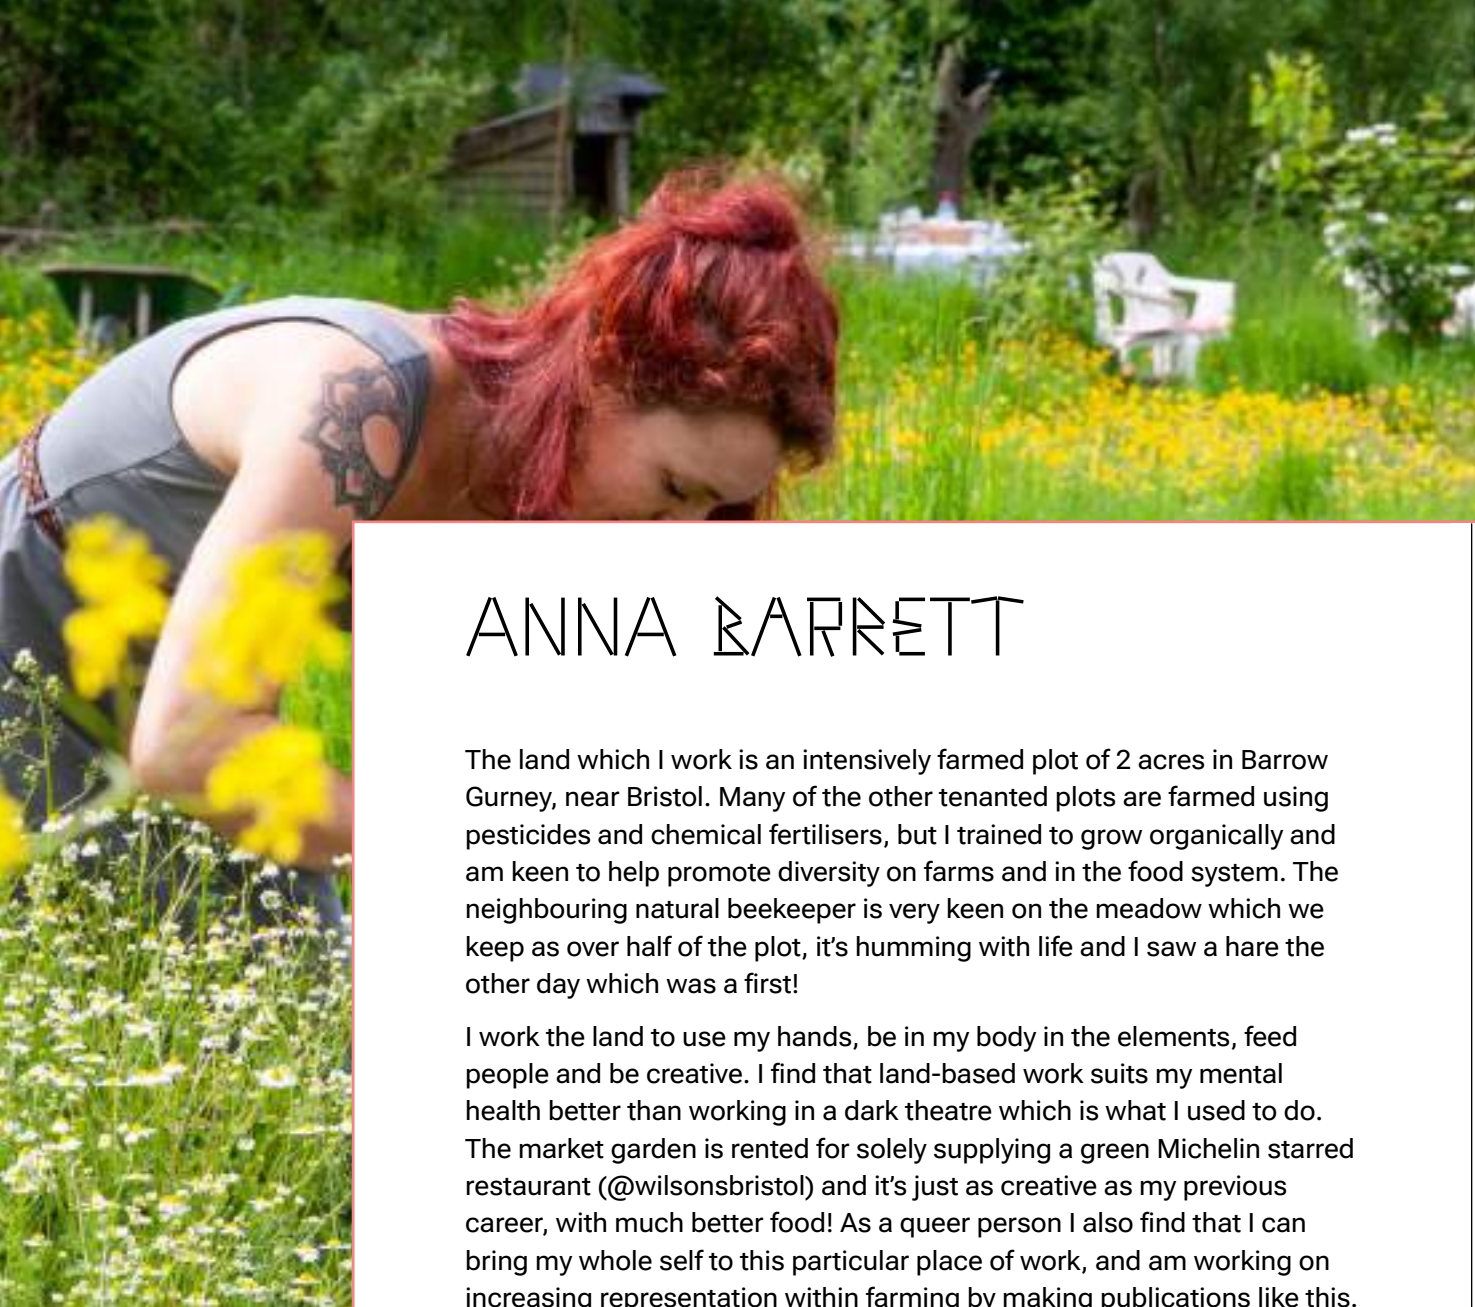 ANNA BARRETT
The land which I work is an intensively farmed plot of 2 acres in Barrow
Gurney, near Bristol. Many of the other tenanted plots are farmed using
pesticides and chemical fertilisers, but I trained to grow organically and
am keen to help promote diversity on farms and in the food system. The
neighbouring natural beekeeper is very keen on the meadow which we
keep as over half of the plot, it's humming with life and I saw a hare the
other day which was a first!
I work the land to use my hands, be in my body in the elements, feed
people and be creative. I find that land-based work suits my mental
health better than working in a dark theatre which is what I used to do.
The market garden is rented for solely supplying a green Michelin starred
restaurant (@wilsonsbristol) and it's just as creative as my previous
career, with much better food! As a queer person I also find that I can
bring my whole self to this particular place of work, and am working on
increasing representation within farming by making publications like this.